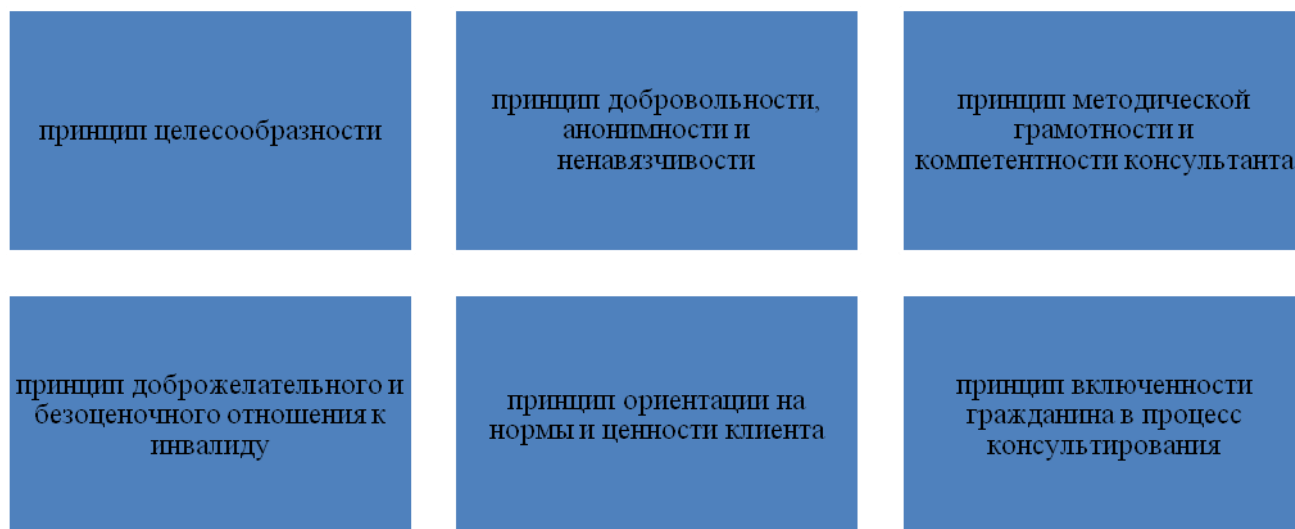 принцип целесообразности
принцип добровольности,
анонимности и
ненавязчивости
принцип методической
грамотности и
компетентности консультанта
принцип доброжелательного и
безоценочного отношения к
инвалиду
принцип ориентации на
нормы и ценности клиента
принцип включенности
гражданина в процесс
консультирования